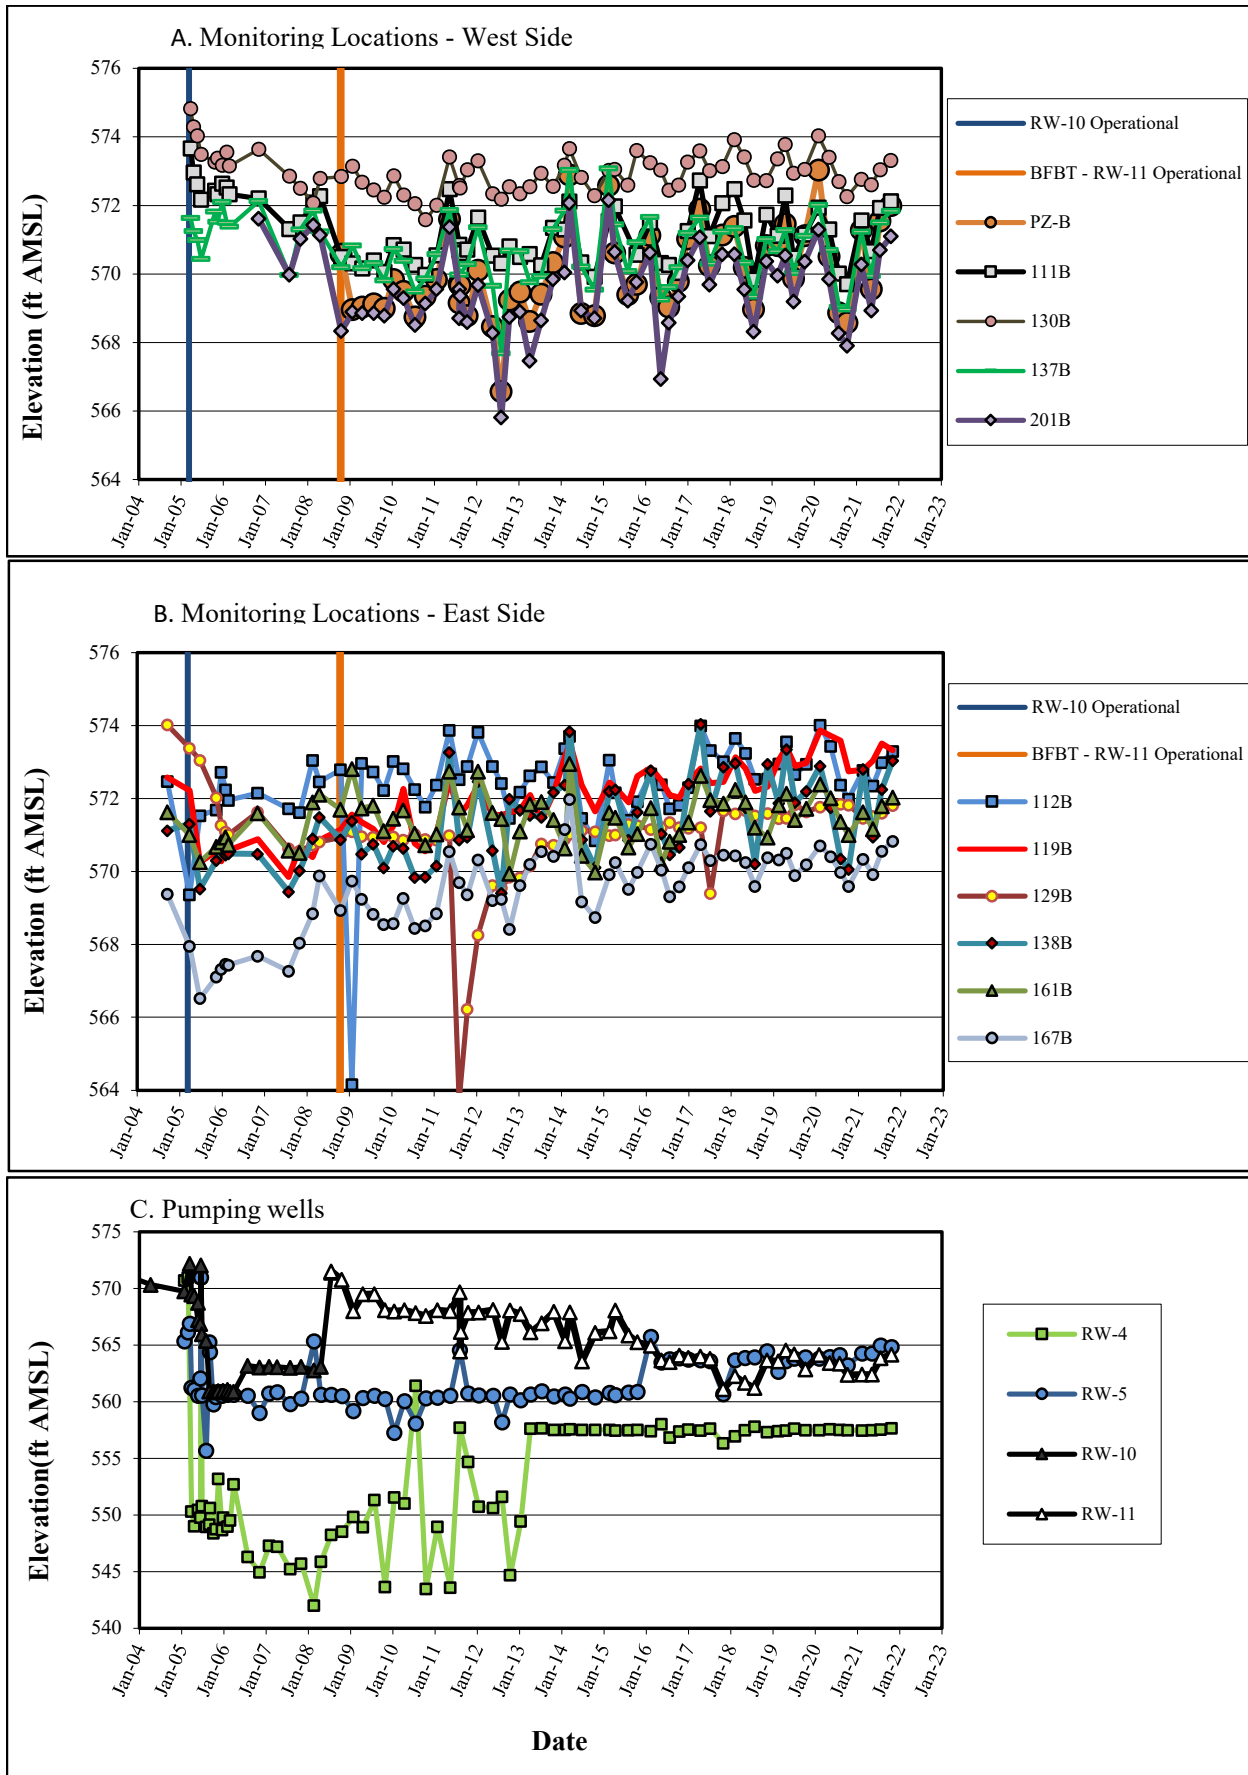 A. Monitoring Locations - West Side
576
574
572
570
568
566
564
Elevation (ft AMSL)
Jan-04
Jan-05
Jan-06
Jan-07
Jan-08
Jan-09
Jan-10
Jan-11
Jan-12
Jan-13
Jan-14
Jan-15
Jan-16
Jan-17
Jan-18
Jan-19
Jan-20
Jan-21
Jan-22
Jan-23
RW-10 Operational
BFBT - RW-11 Operational
PZ-B
111B
130B
137B
201B
B. Monitoring Locations - East Side
576
574
572
570
568
566
564
Elevation (ft AMSL)
Jan-04
Jan-05
Jan-06
Jan-07
Jan-08
Jan-09
Jan-10
Jan-11
Jan-12
Jan-13
Jan-14
Jan-15
Jan-16
Jan-17
Jan-18
Jan-19
Jan-20
Jan-21
Jan-22
Jan-23
RW-10 Operational
BFBT - RW-11 Operational
112B
119B
129B
138B
161B
167B
C. Pumping wells
575
570
565
560
555
550
545
540
Elevation(ft AMSL)
Jan-04
Jan-05
Jan-06
Jan-07
Jan-08
Jan-09
Jan-10
Jan-11
Jan-12
Jan-13
Jan-14
Jan-15
Jan-16
Jan-17
Jan-18
Jan-19
Jan-20
Jan-21
Jan-22
Jan-23
Date
RW-4
RW-5
RW-10
RW-11